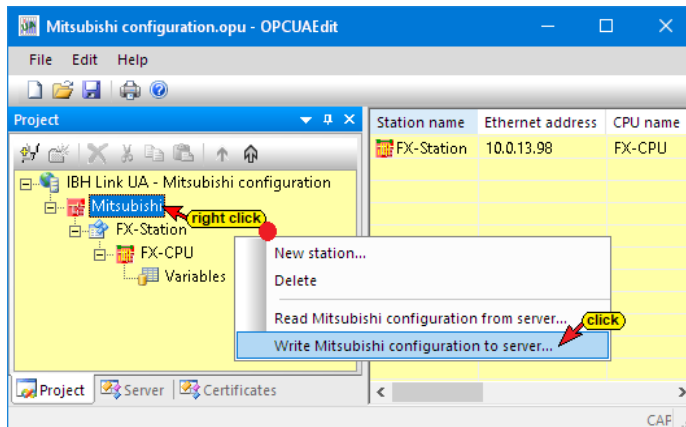 Mitsubishi configuration.opu - OPCUAEdit
File Edit Help
Project
Station name Ethernet address CPU name
FX-Station 10.0.13.98 FX-CPU
IBH Link UA - Mitsubishi configuration
Mitsubishi
right click
FX-Station
FX-CPU
Variables
New station...
Delete
Read Mitsubishi configuration from server...
click
Write Mitsubishi configuration to server...
Project Server Certificates
CAP